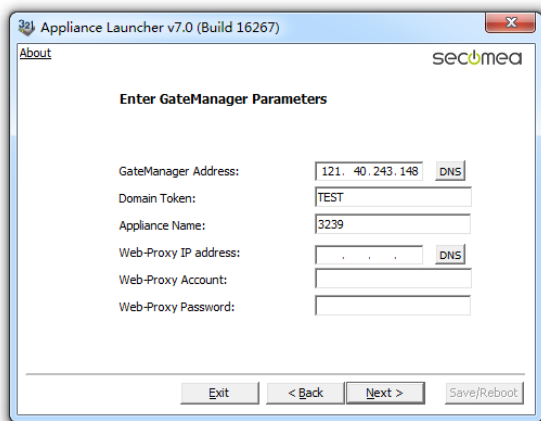 Appliance Launcher v7.0 (Build 16267)
About
secomea
Enter GateManager Parameters
GateManager Address: 121. 40.243.148 DNS
Domain Token: TEST
Appliance Name: 3239
Web-Proxy IP address: . . . DNS
Web-Proxy Account:
Web-Proxy Password:
Exit < Back Next > Save/Reboot